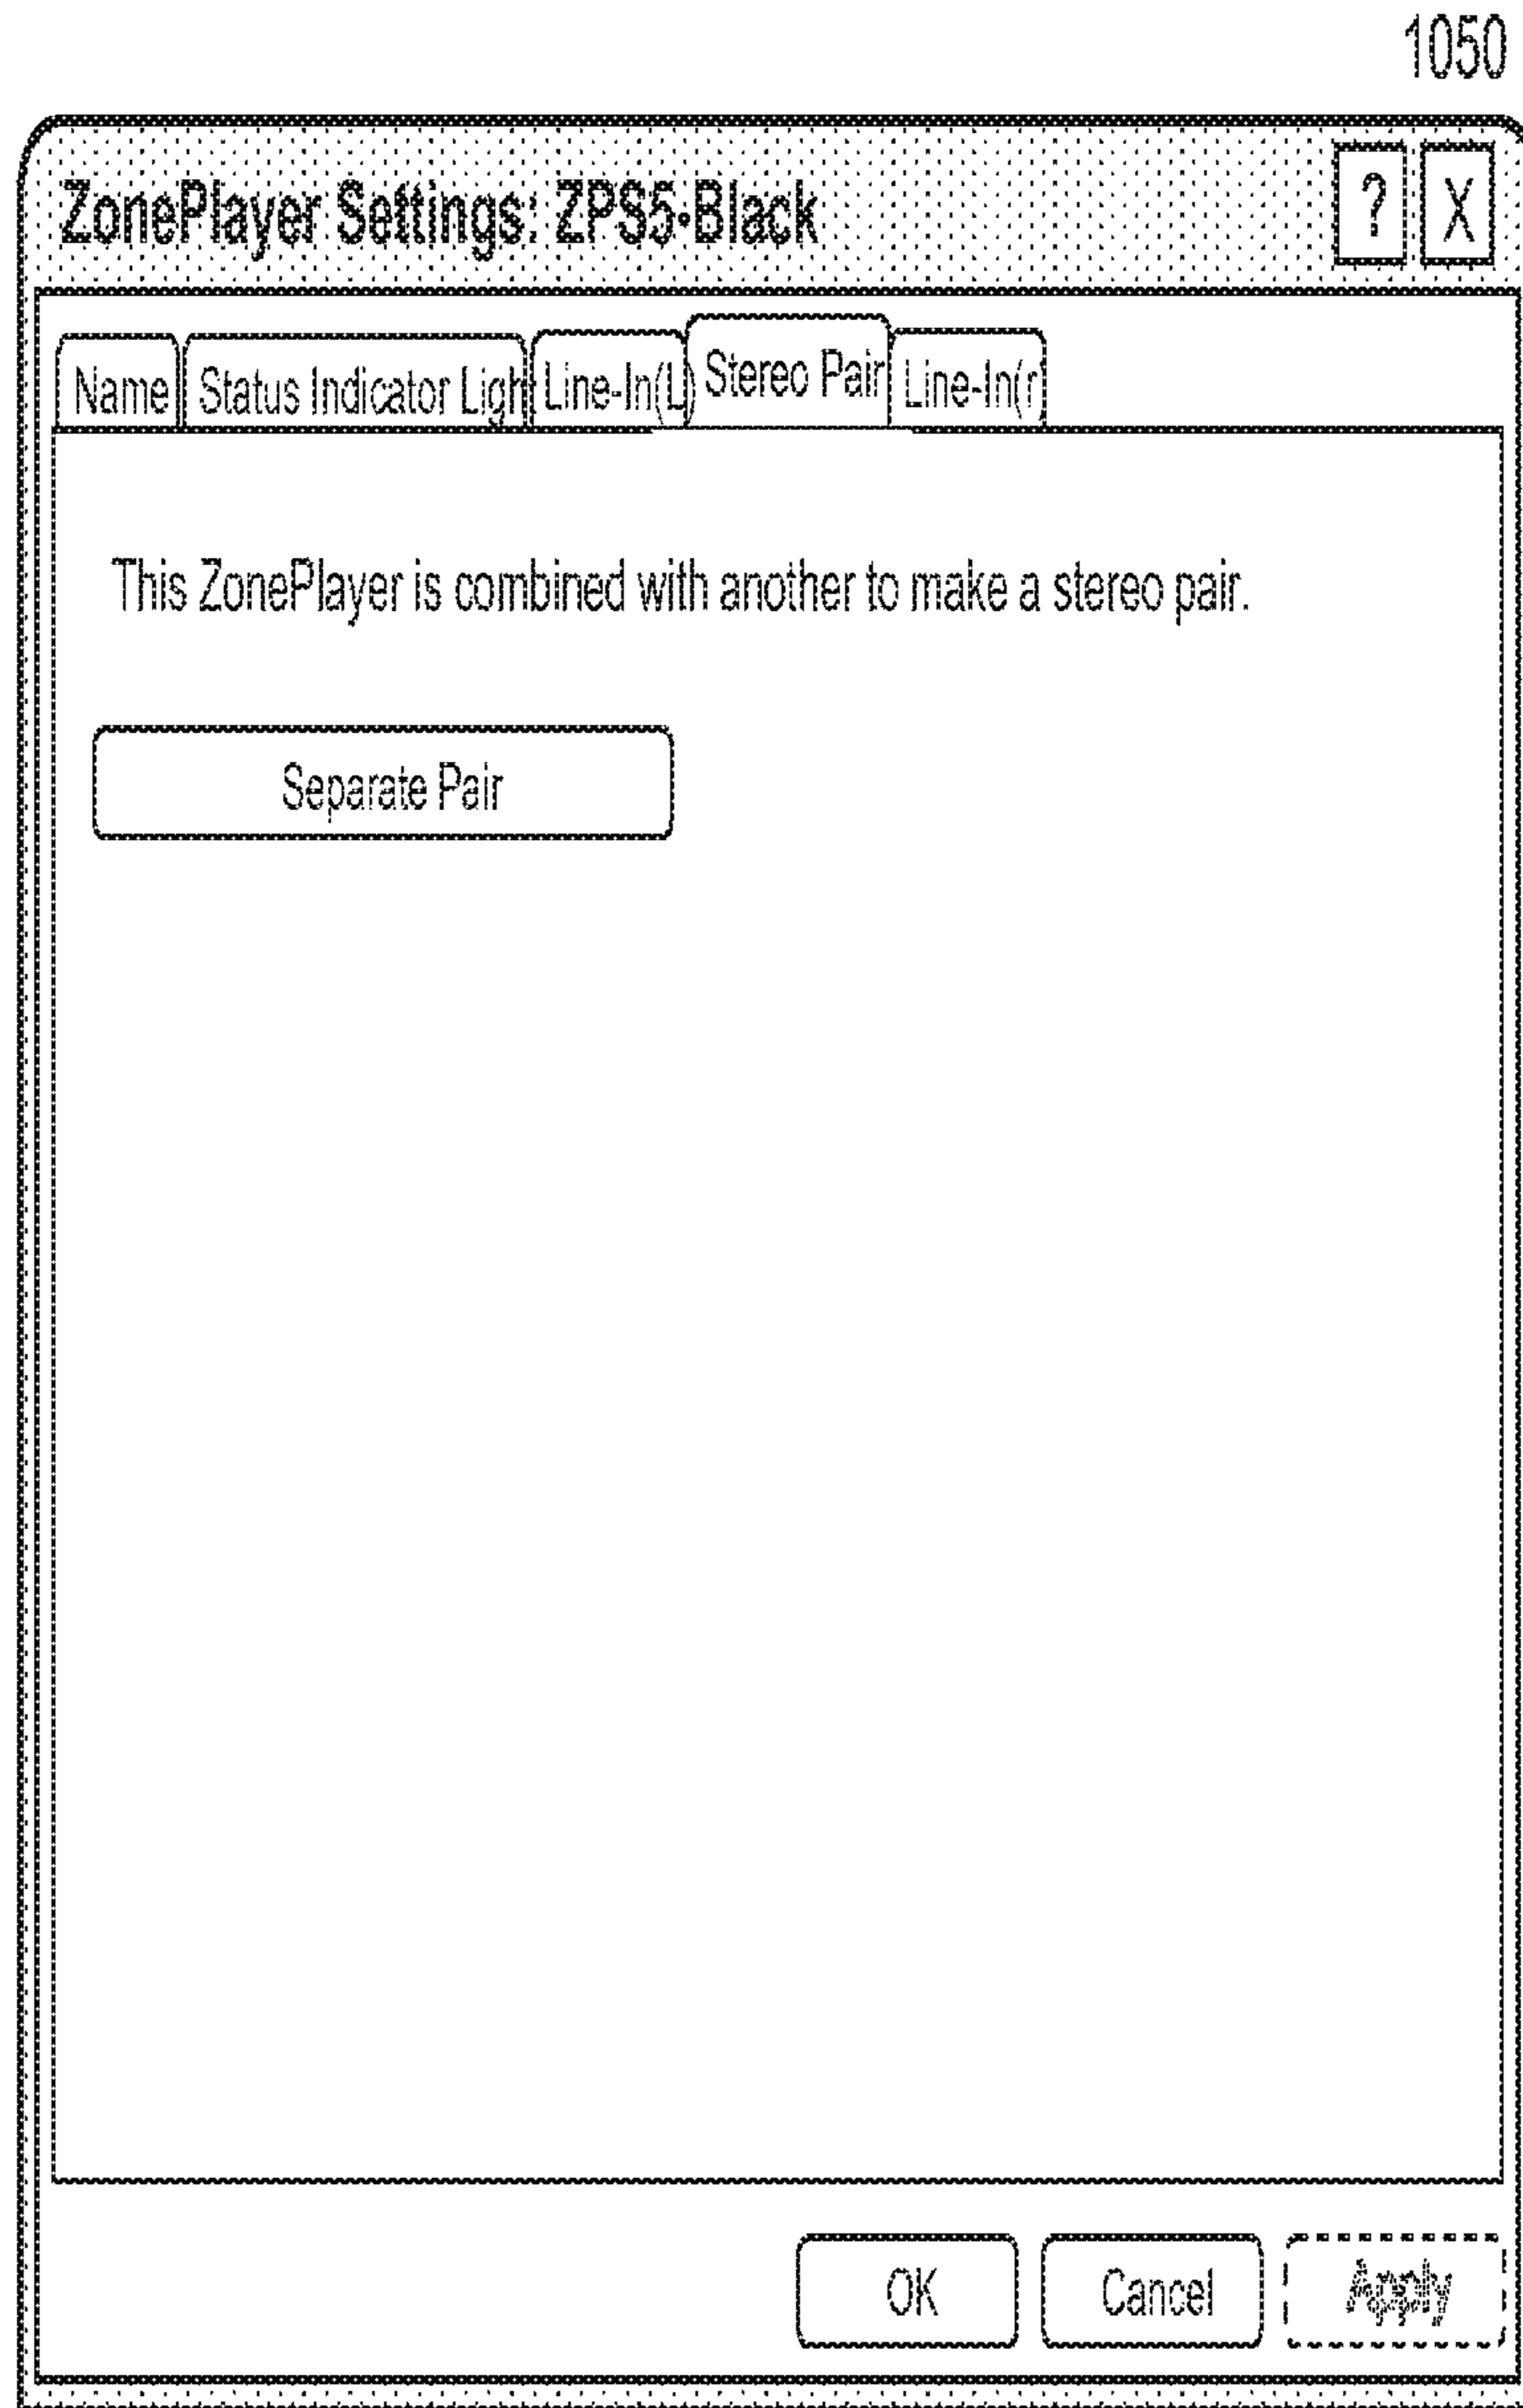 1050
ZonePlayer Settings: ZPS5-Black
? X
Name Status Indicator Ligh Line-In(L) Stereo Pair Line-In(r)
This ZonePlayer is combined with another to make a stereo pair.
Separate Pair
OK Cancel Apply